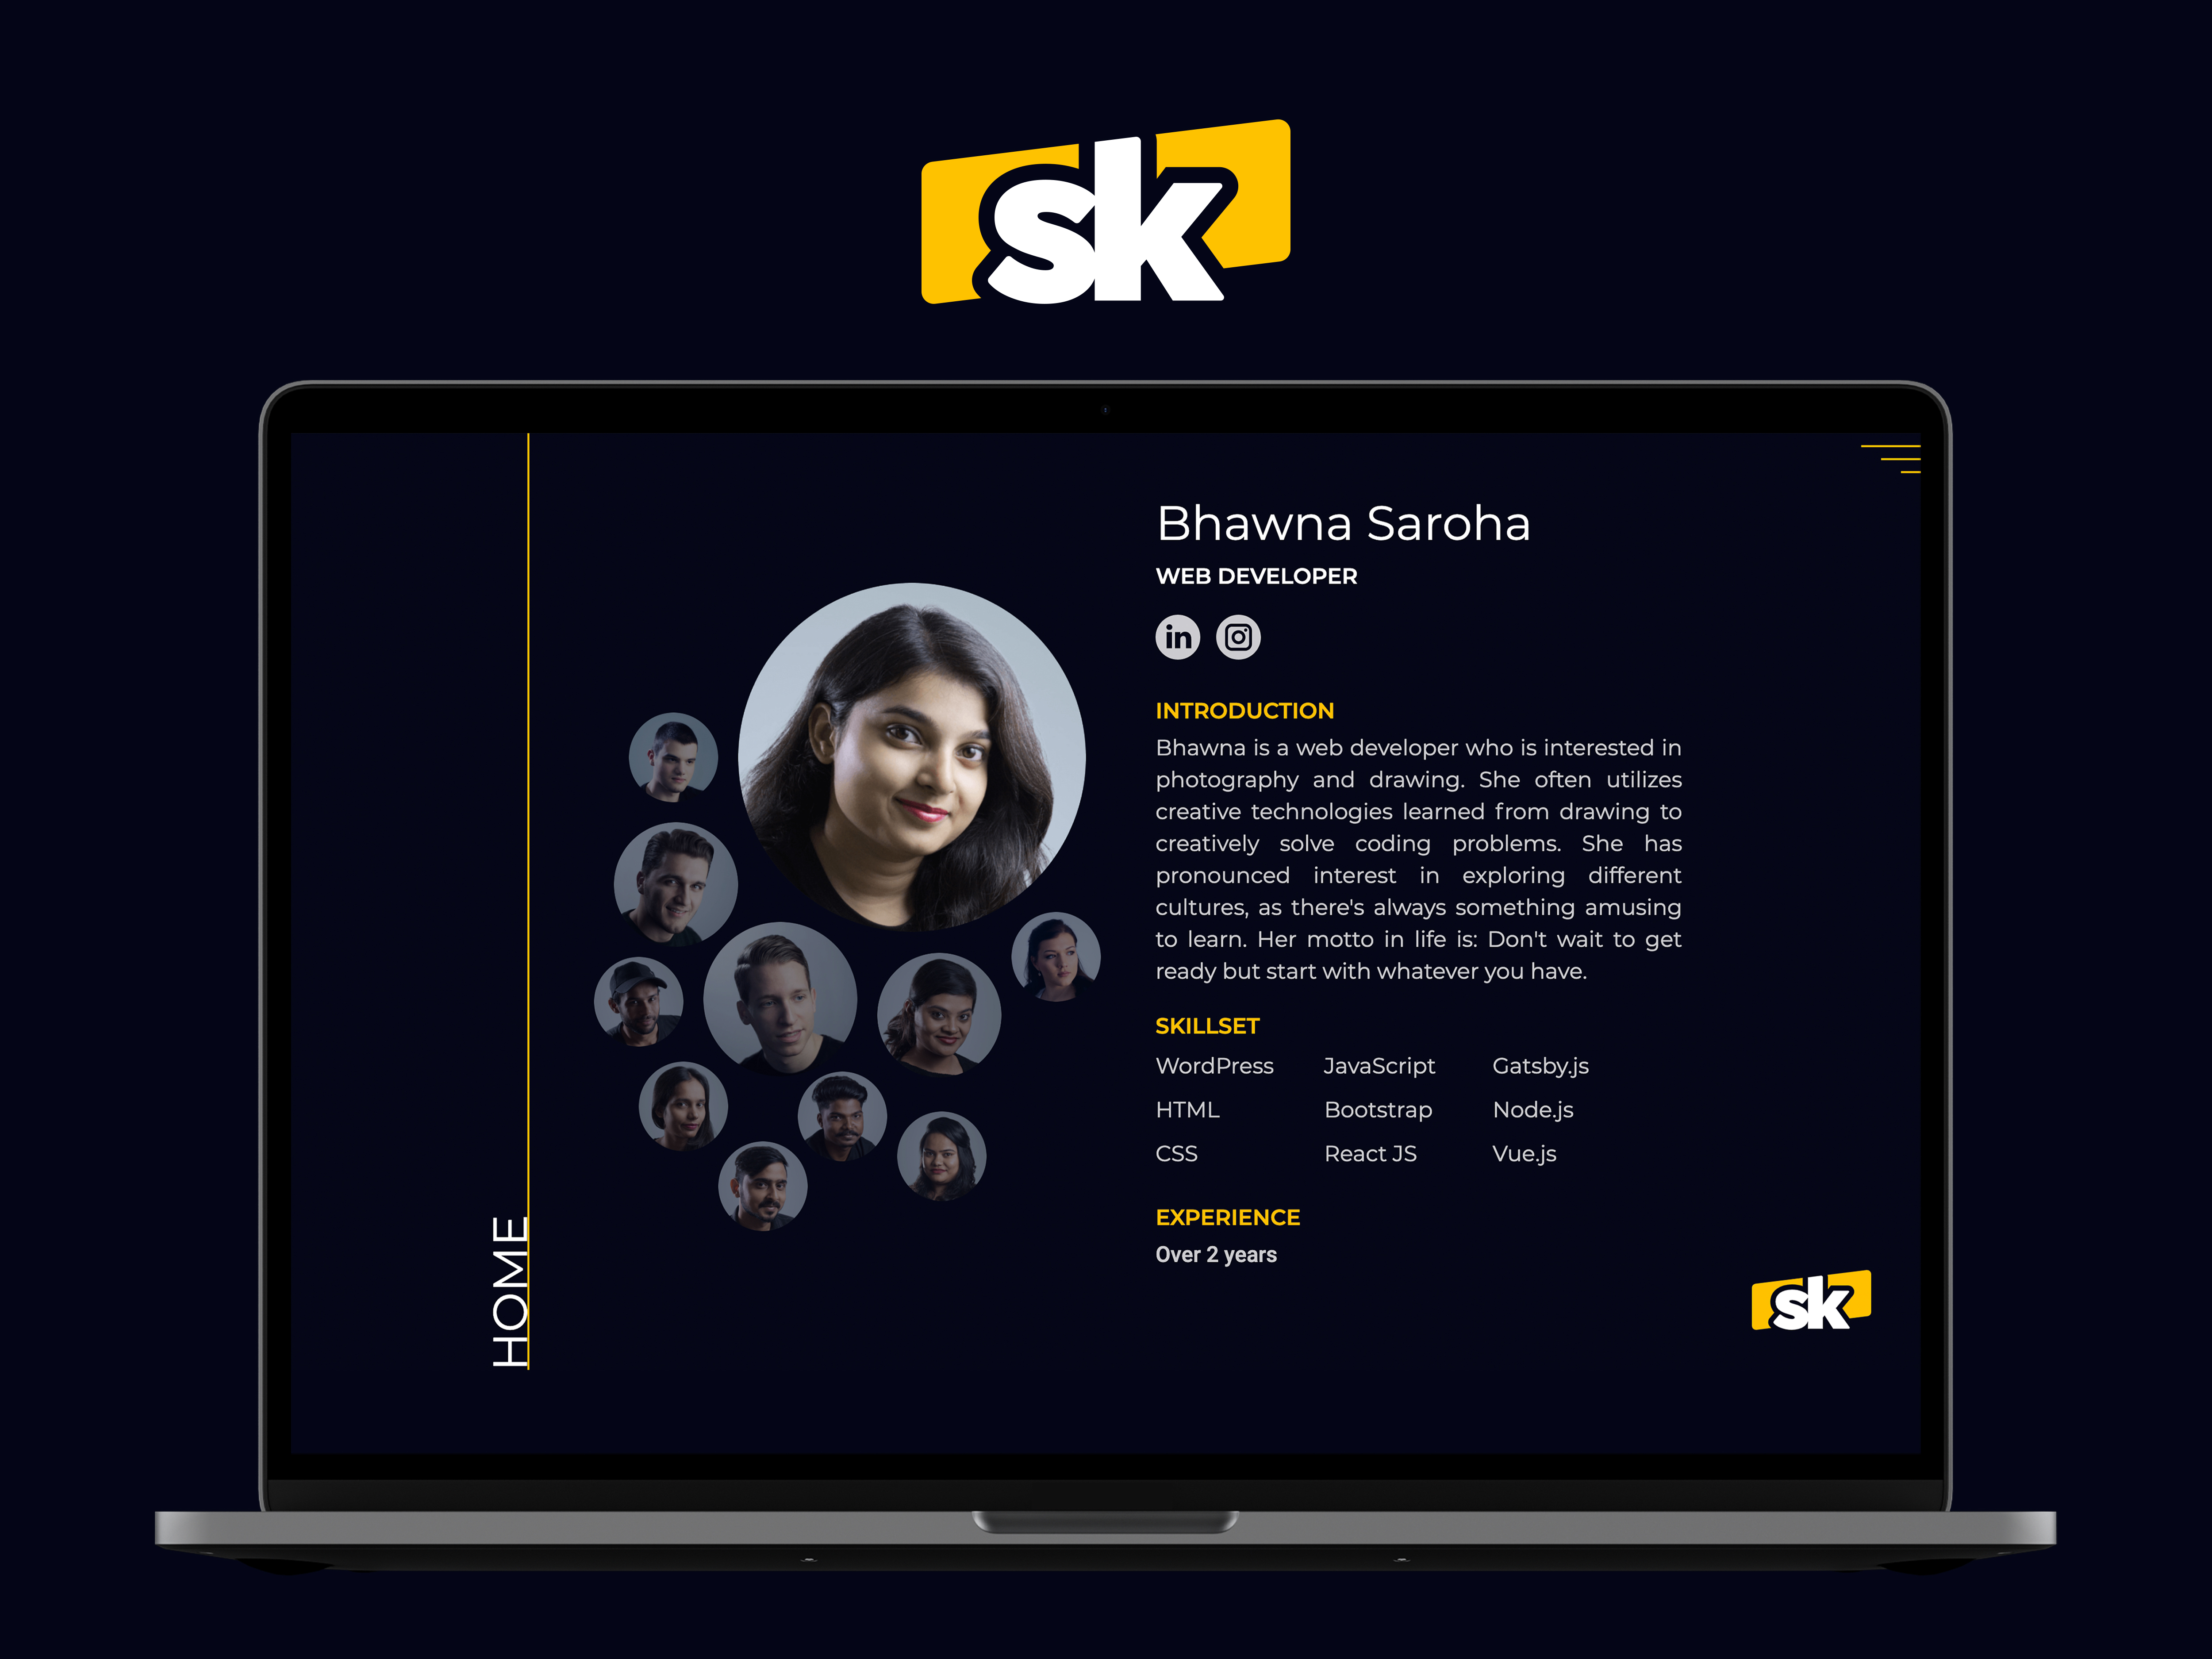 sk
Bhawna Saroha
WEB DEVELOPER
in
INTRODUCTION
Bhawna is a web developer who is interested in
photography and drawing. She often utilizes
creative technologies learned from drawing to
creatively solve coding problems. She has
pronounced interest in exploring different
cultures, as there's always something amusing
to learn. Her motto in life is: Don't wait to get
ready but start with whatever you have.
SKILLSET
WordPress JavaScript Gatsby.js
HTML Bootstrap Node.js
CSS React JS Vue.js
EXPERIENCE
Over 2 years
HOME
sk